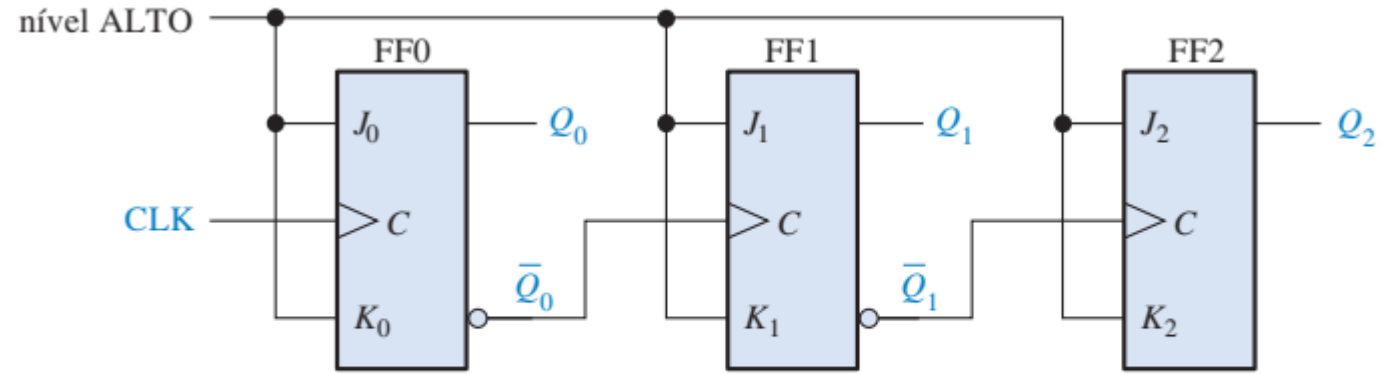 nível ALTO
FF0 FF1 FF2
J₀ Q₀ J₁ Q₁ J₂ Q₂
CLK C C C
Q̅₀ Q̅₁
K₀ K₁ K₂